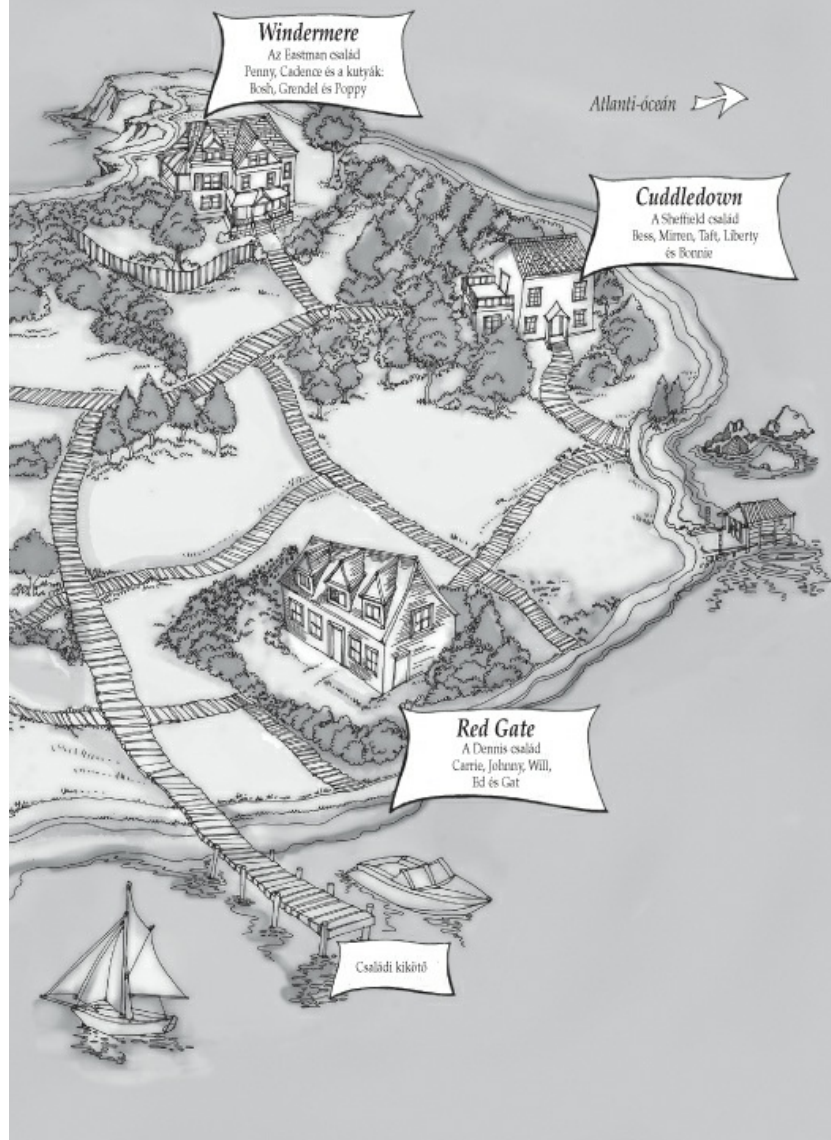 Windermere
Az Eastman család
Penny, Cadence és a kutyák:
Bosh, Grendel és Poppy
Atlanti-óceán
Cuddledown
A Sheffield család
Bess, Mirren, Taft, Liberty
és Bonnie
Red Gate
A Dennis család
Carrie, Johnny, Will,
Ed és Gat
Családi kikötő